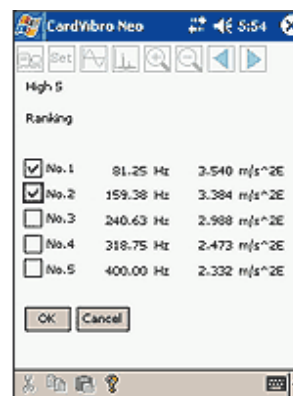 CardVibro Neo 5:54
Set
High 5
Ranking
No.1 81.25 Hz 3.540 m/s^2E
No.2 159.38 Hz 3.384 m/s^2E
No.3 240.63 Hz 2.988 m/s^2E
No.4 318.75 Hz 2.473 m/s^2E
No.5 400.00 Hz 2.332 m/s^2E
OK Cancel